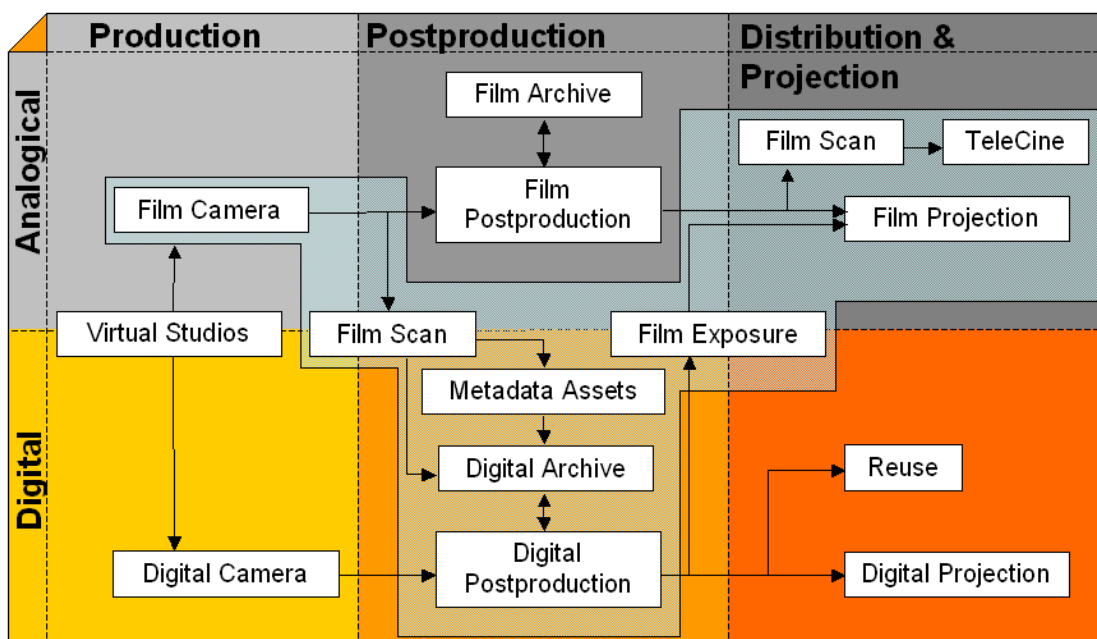 Production
Postproduction
Distribution &
Projection
Analogical
Film Archive
Film Scan
TeleCine
Film Camera
Film
Postproduction
Film Projection
Virtual Studios
Film Scan
Film Exposure
Metadata Assets
Digital
Digital Archive
Reuse
Digital Camera
Digital
Postproduction
Digital Projection